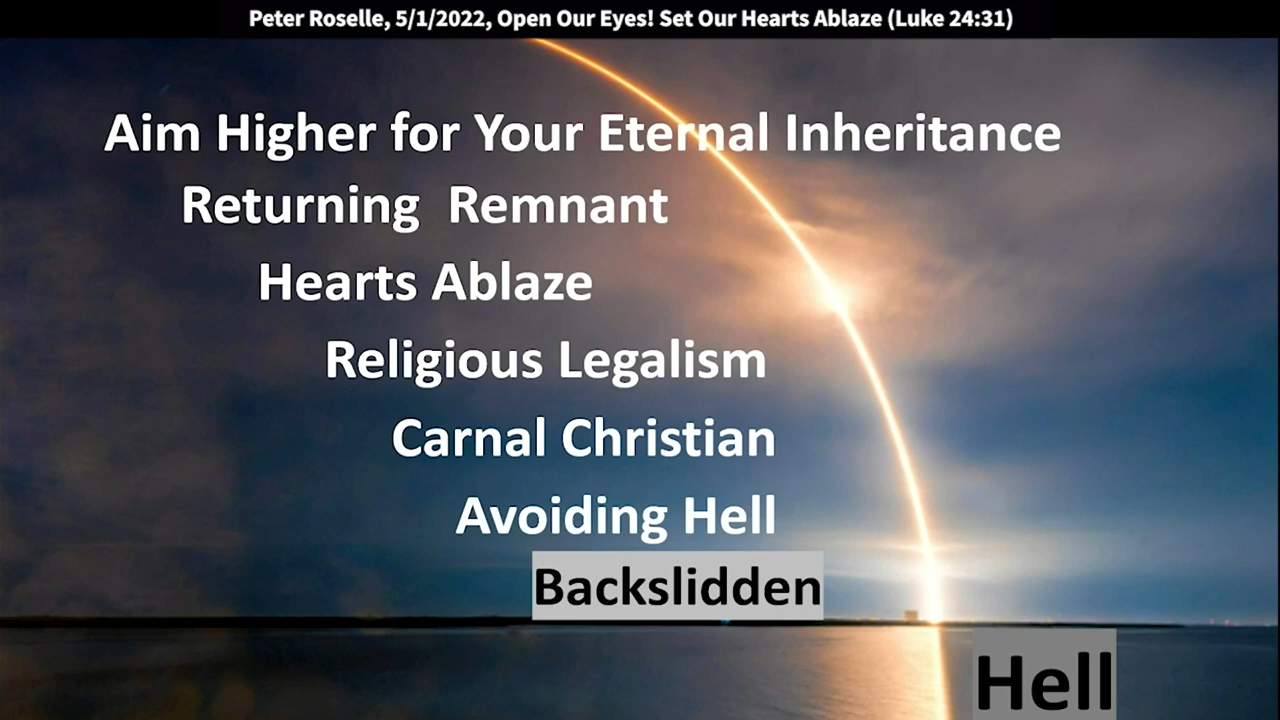 Peter Roselle, 5/1/2022, Open Our Eyes! Set Our Hearts Ablaze (Luke 24:31)
Aim Higher for Your Eternal Inheritance
Returning  Remnant
Hearts Ablaze
Religious Legalism
Carnal Christian
Avoiding Hell
Backslidden
Hell